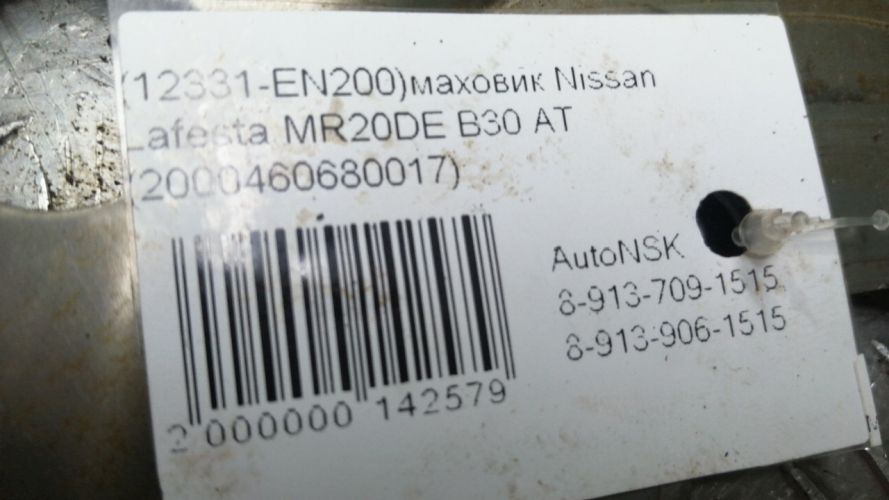 (12331-EN200)маховик Nissan
Lafesta MR20DE B30 AT
(2000460680017)
AutoNSK
8-913-709-1515
8-913-906-1515
2 000000 142579